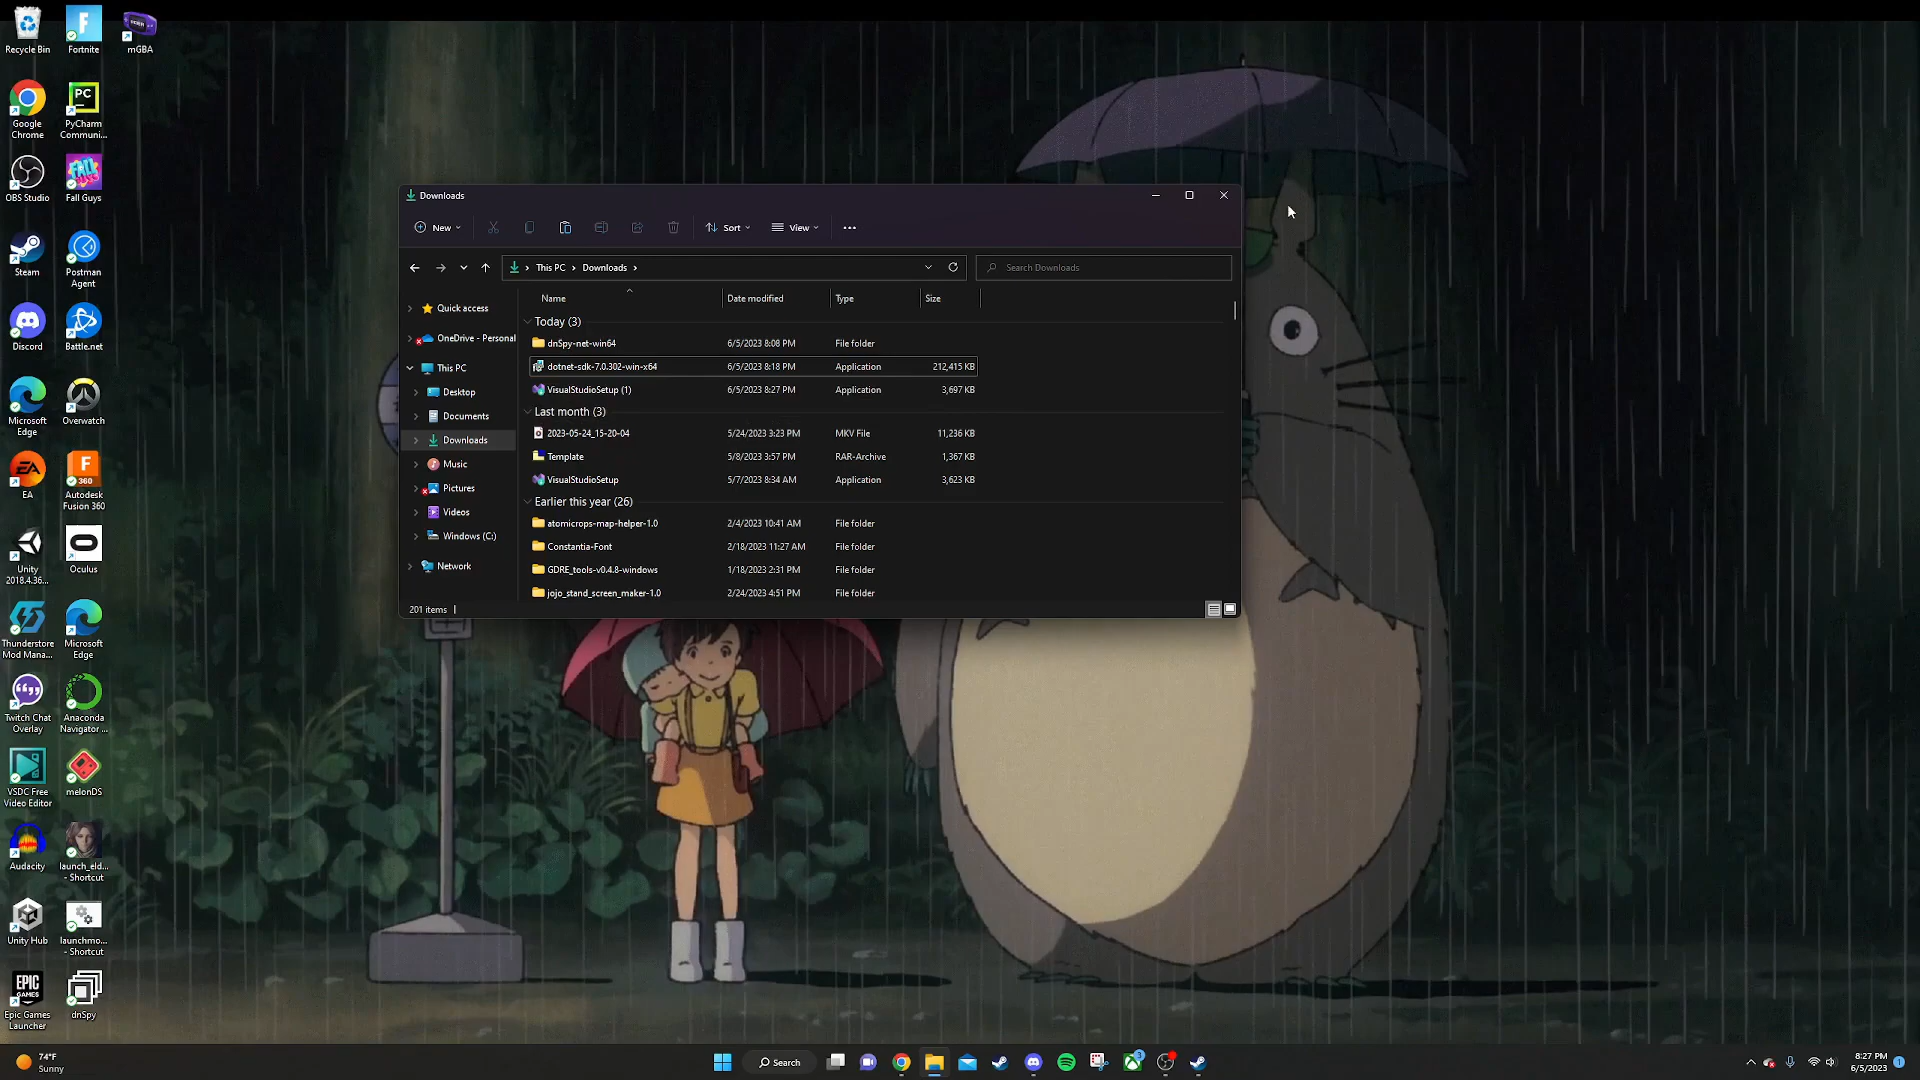 Recycle Bin
Fortnite
mGBA
Google
Chrome
PC
PyCharm
Communi...
OBS Studio
FALL
GUYS
Fall Guys
Steam
Postman
Agent
Discord
Battle.net
Microsoft
Edge
Overwatch
EA
EA
F
360
Autodesk
Fusion 360
Unity
2018.4.36...
Oculus
Thunderstore
Mod Mana...
Microsoft
Edge
Twitch Chat
Overlay
Anaconda
Navigator ...
VSDC Free
Video Editor
melonDS
Audacity
launch_eld...
- Shortcut
Unity Hub
launchmo...
- Shortcut
EPIC
GAMES
Epic Games
Launcher
dnSpy
Downloads
New
Sort
View
This PC
Downloads
Search Downloads
Name
Date modified
Type
Size
Quick access
OneDrive - Personal
This PC
Desktop
Documents
Downloads
Music
Pictures
Videos
Windows (C:)
Network
Today (3)
dnSpy-net-win64 6/5/2023 8:08 PM File folder
dotnet-sdk-7.0.302-win-x64 6/5/2023 8:18 PM Application 212,415 KB
VisualStudioSetup (1) 6/5/2023 8:27 PM Application 3,697 KB
Last month (3)
2023-05-24_15-20-04 5/24/2023 3:23 PM MKV File 11,236 KB
Template 5/8/2023 3:57 PM RAR-Archive 1,367 KB
VisualStudioSetup 5/7/2023 8:34 AM Application 3,623 KB
Earlier this year (26)
atomicrops-map-helper-1.0 2/4/2023 10:41 AM File folder
Constantia-Font 2/18/2023 11:27 AM File folder
GDRE_tools-v0.4.8-windows 1/18/2023 2:31 PM File folder
jojo_stand_screen_maker-1.0 2/24/2023 4:51 PM File folder
201 items
74°F
Sunny
Search
3
8:27 PM
6/5/2023
1